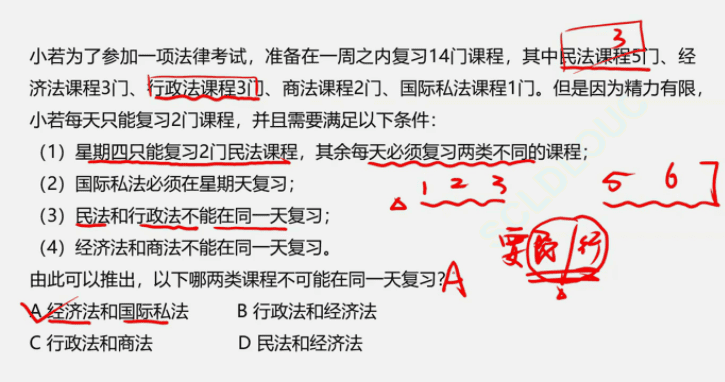 3
小若为了参加一项法律考试，准备在一周之内复习14门课程，其中民法课程5门、经
济法课程3门、行政法课程3门、商法课程2门、国际私法课程1门。但是因为精力有限，
小若每天只能复习2门课程，并且需要满足以下条件：
（1）星期四只能复习2门民法课程，其余每天必须复习两类不同的课程；
（2）国际私法必须在星期天复习；
1 2 3 5 6
（3）民法和行政法不能在同一天复习；
（4）经济法和商法不能在同一天复习。
要民/行
由此可以推出，以下哪两类课程不可能在同一天复习？A
A 经济法和国际私法 B 行政法和经济法
C 行政法和商法 D 民法和经济法